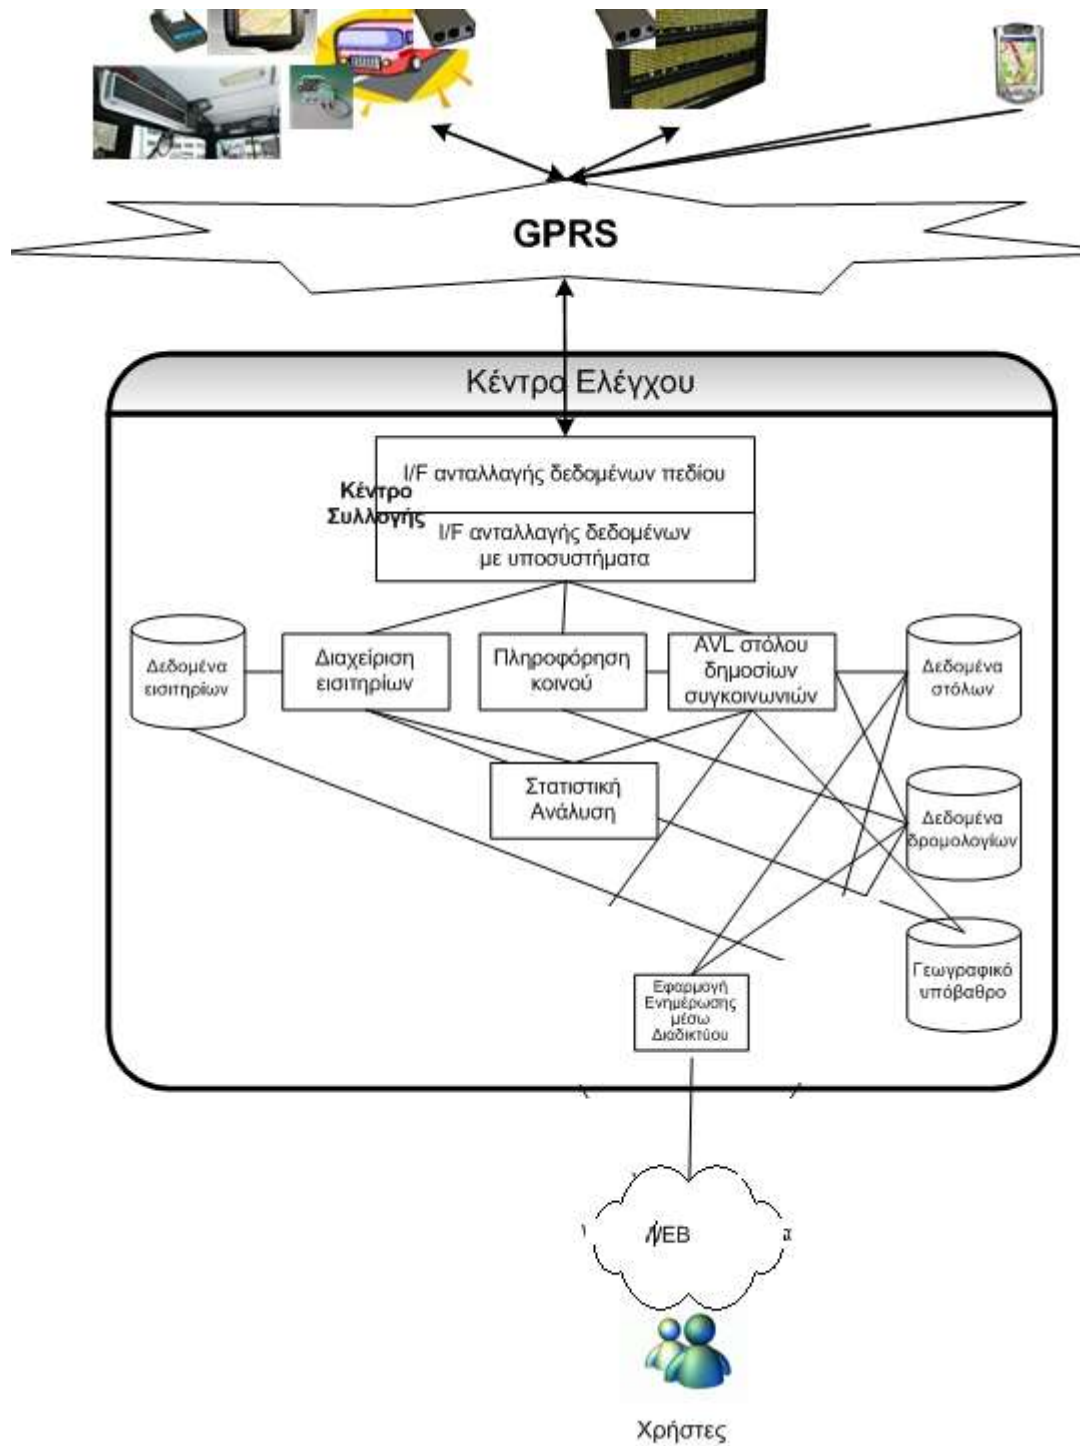 GPRS
Κέντρο Ελέγχου
I/F ανταλλαγής δεδομένων πεδίου
Κέντρο
Συλλογής
I/F ανταλλαγής δεδομένων
με υποσυστήματα
Δεδομένα
εισιτηρίων
Διαχείριση
εισιτηρίων
Πληροφόρηση
κοινού
AVL στόλου
δημοσίων
συγκοινωνιών
Δεδομένα
στόλων
Στατιστική
Ανάλυση
Δεδομένα
δρομολογίων
Γεωγραφικό
υπόβαθρο
Εφαρμογή
Ενημέρωσης
μέσω
Διαδικτύου
WEB
Χρήστες